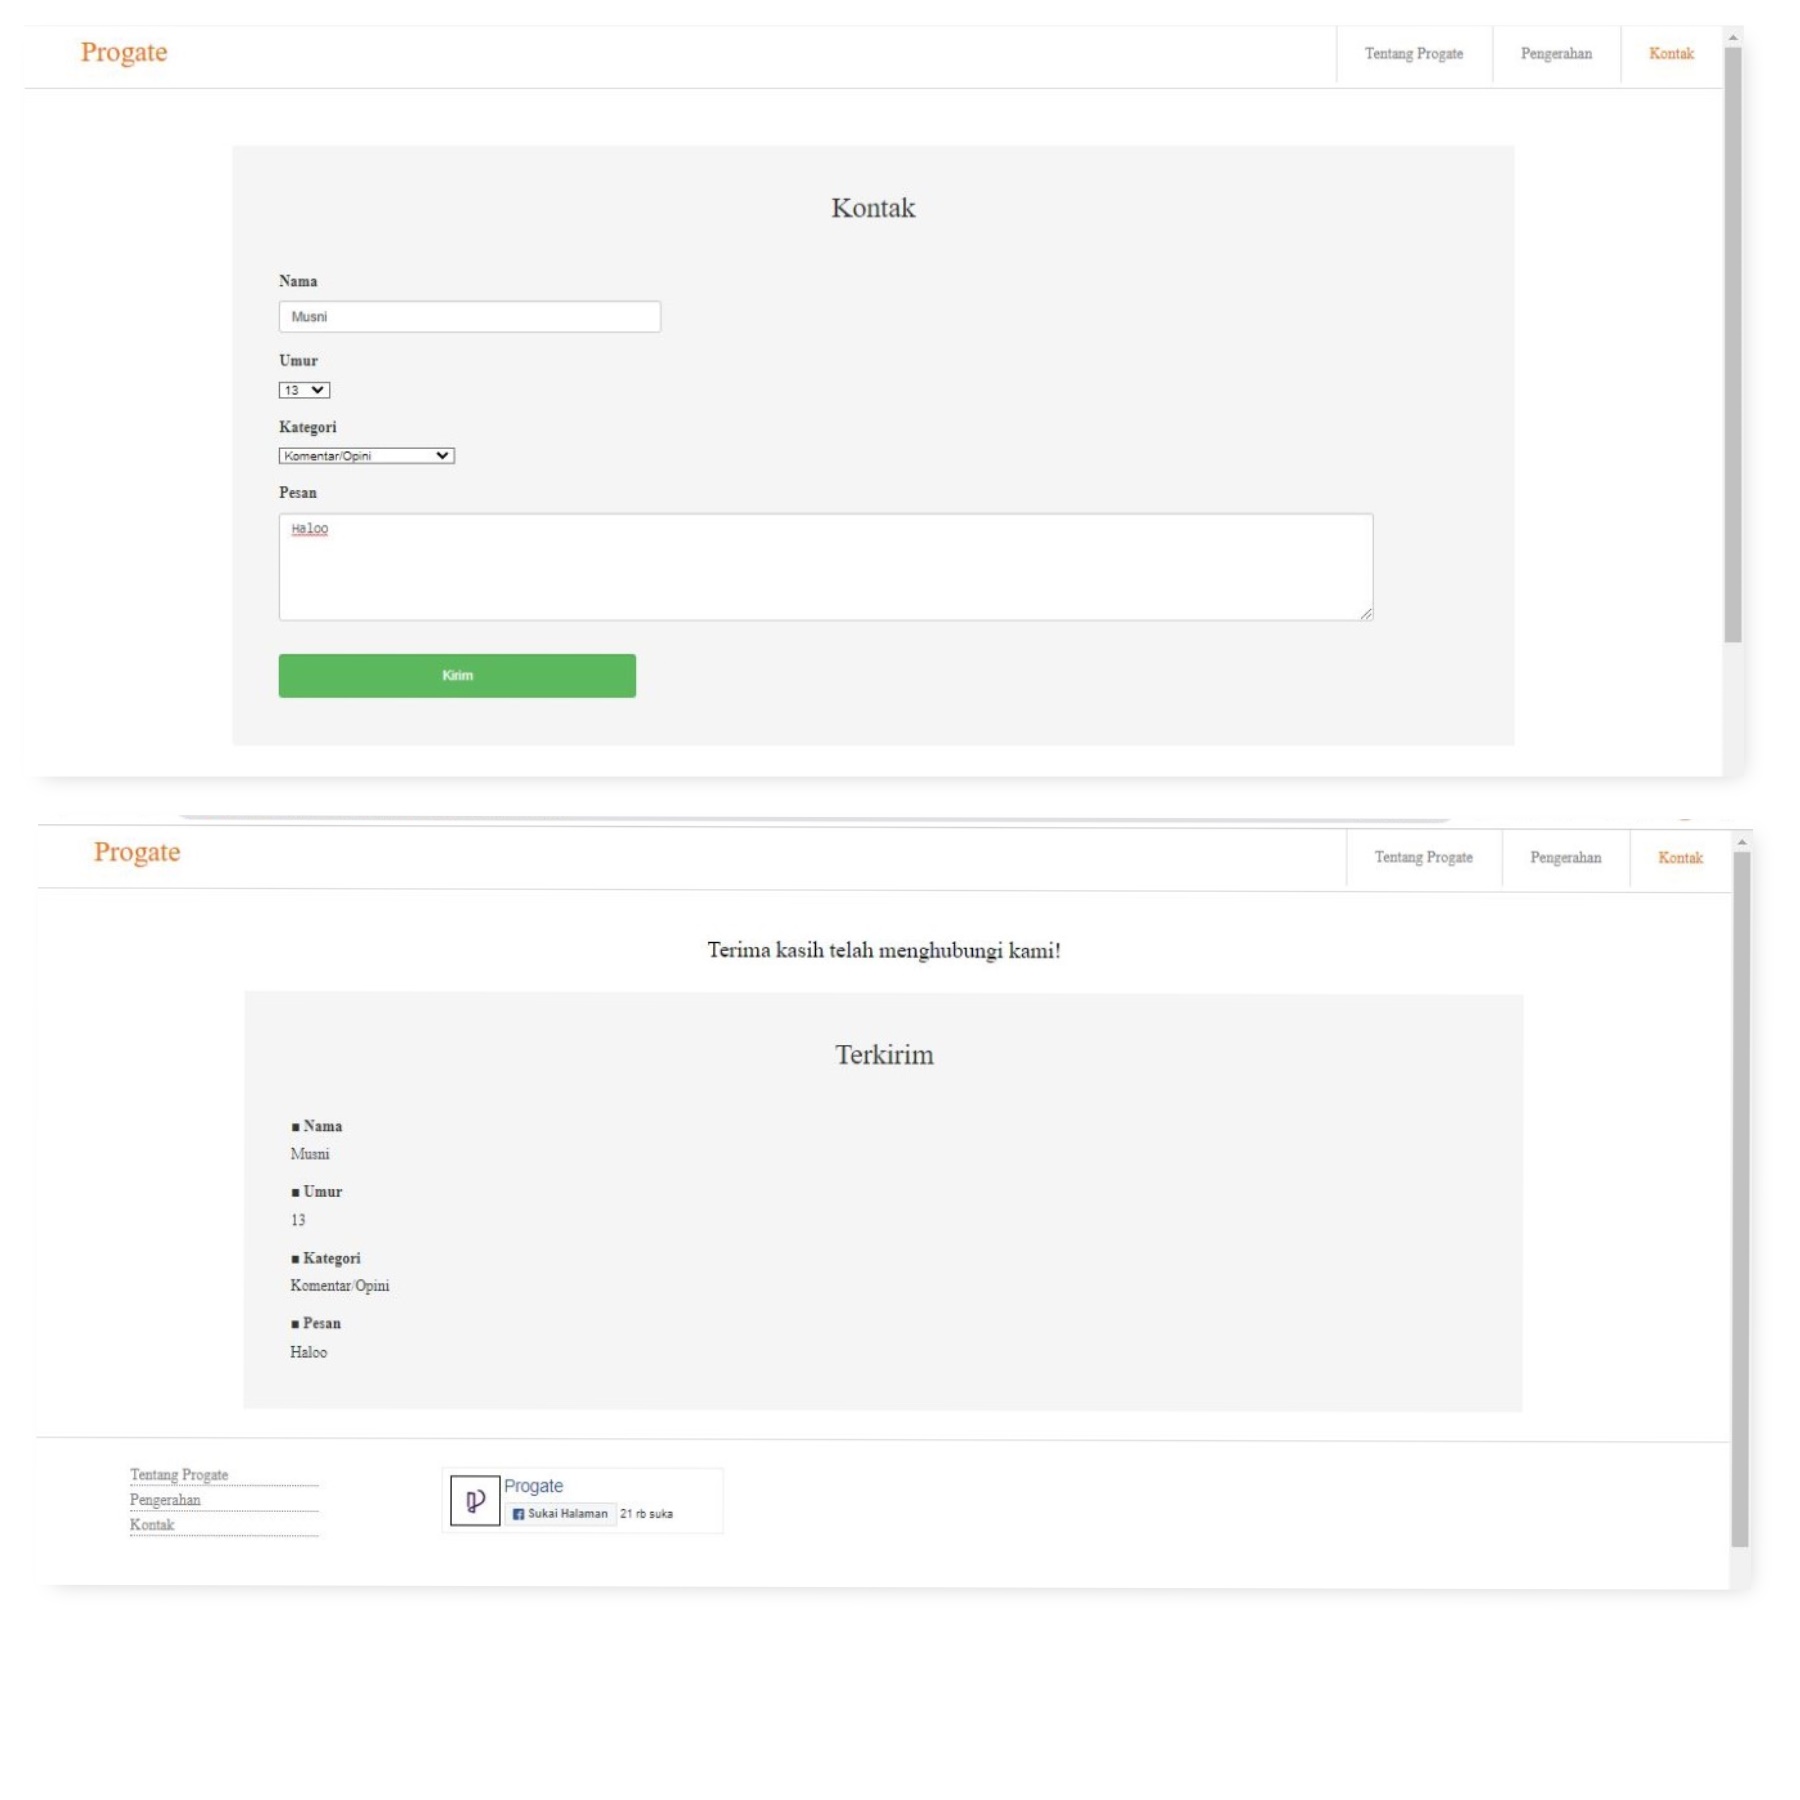 Progate
Tentang Progate
Pengerahan
Kontak
Kontak
Nama
Musni
Umur
13
Kategori
Komentar/Opini
Pesan
Haloo
Kirim
Progate
Tentang Progate
Pengerahan
Kontak
Terima kasih telah menghubungi kami!
Terkirim
■ Nama
Musni
■ Umur
13
■ Kategori
Komentar/Opini
■ Pesan
Haloo
Tentang Progate
Pengerahan
Kontak
Progate
Sukai Halaman 21 rb suka